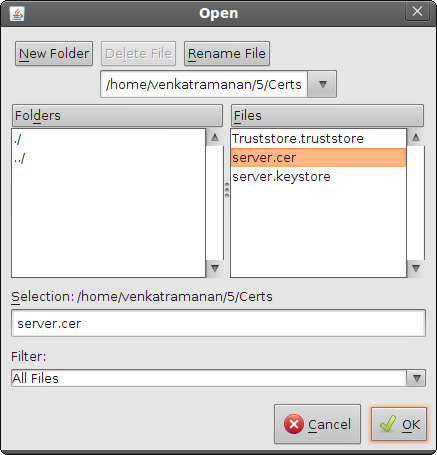 Open
New Folder Delete File Rename File
/home/venkatramanan/5/Certs
Folders Files
./ Truststore.truststore
../ server.cer
server.keystore
Selection: /home/venkatramanan/5/Certs
server.cer
Filter:
All Files
Cancel OK